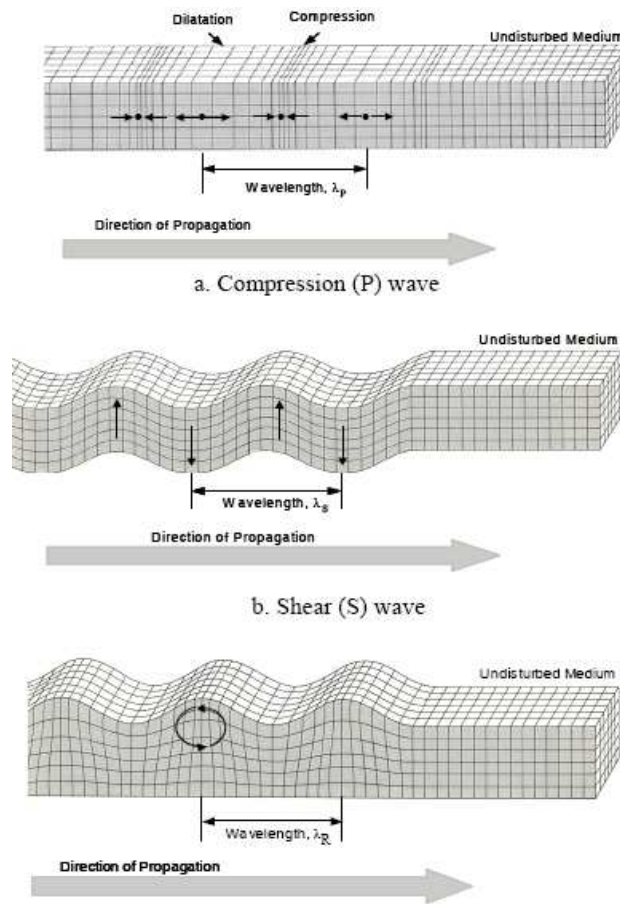 Dilatation
Compression
Undisturbed Medium
Wavelength, λP
Direction of Propagation
a. Compression (P) wave
Undisturbed Medium
Wavelength, λS
Direction of Propagation
b. Shear (S) wave
Undisturbed Medium
Wavelength, λR
Direction of Propagation